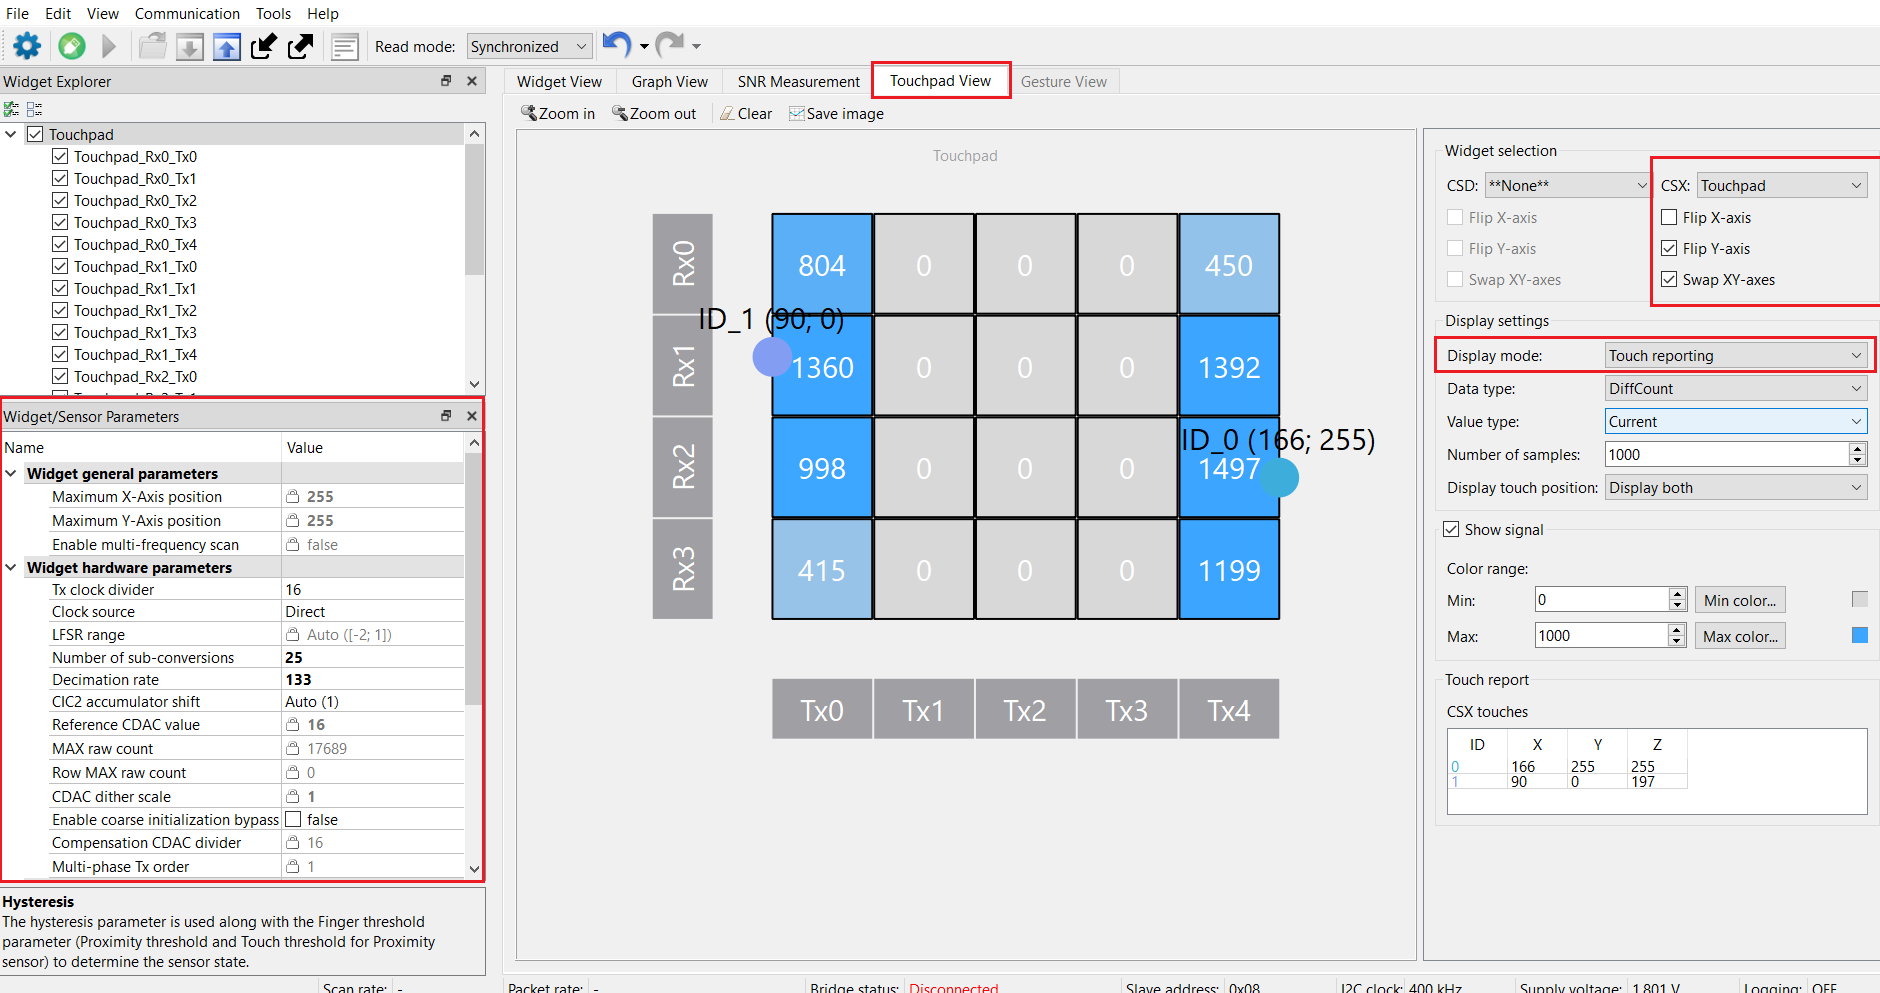 File Edit View Communication Tools Help
Read mode: Synchronized
Widget Explorer
Touchpad
Touchpad_Rx0_Tx0
Touchpad_Rx0_Tx1
Touchpad_Rx0_Tx2
Touchpad_Rx0_Tx3
Touchpad_Rx0_Tx4
Touchpad_Rx1_Tx0
Touchpad_Rx1_Tx1
Touchpad_Rx1_Tx2
Touchpad_Rx1_Tx3
Touchpad_Rx1_Tx4
Touchpad_Rx2_Tx0
Widget/Sensor Parameters
Name Value
Widget general parameters
Maximum X-Axis position 255
Maximum Y-Axis position 255
Enable multi-frequency scan false
Widget hardware parameters
Tx clock divider 16
Clock source Direct
LFSR range Auto ([-2; 1])
Number of sub-conversions 25
Decimation rate 133
CIC2 accumulator shift Auto (1)
Reference CDAC value 16
MAX raw count 17689
Row MAX raw count 0
CDAC dither scale 1
Enable coarse initialization bypass false
Compensation CDAC divider 16
Multi-phase Tx order 1
Hysteresis
The hysteresis parameter is used along with the Finger threshold
parameter (Proximity threshold and Touch threshold for Proximity
sensor) to determine the sensor state.
Widget View Graph View SNR Measurement Touchpad View Gesture View
Zoom in Zoom out Clear Save image
Touchpad
Rx0 804 0 0 0 450
ID_1 (90; 0)
Rx1 1360 0 0 0 1392
ID_0 (166; 255)
Rx2 998 0 0 0 1497
Rx3 415 0 0 0 1199
Tx0 Tx1 Tx2 Tx3 Tx4
Widget selection
CSD: **None** CSX: Touchpad
Flip X-axis Flip X-axis
Flip Y-axis Flip Y-axis
Swap XY-axes Swap XY-axes
Display settings
Display mode: Touch reporting
Data type: DiffCount
Value type: Current
Number of samples: 1000
Display touch position: Display both
Show signal
Color range:
Min: 0 Min color...
Max: 1000 Max color...
Touch report
CSX touches
ID X Y Z
0 166 255 255
1 90 0 197
Scan rate: - Packet rate: - Bridge status: Disconnected Slave address: 0x08 I2C clock: 400 kHz Supply voltage: 1.801 V Logging: OFF